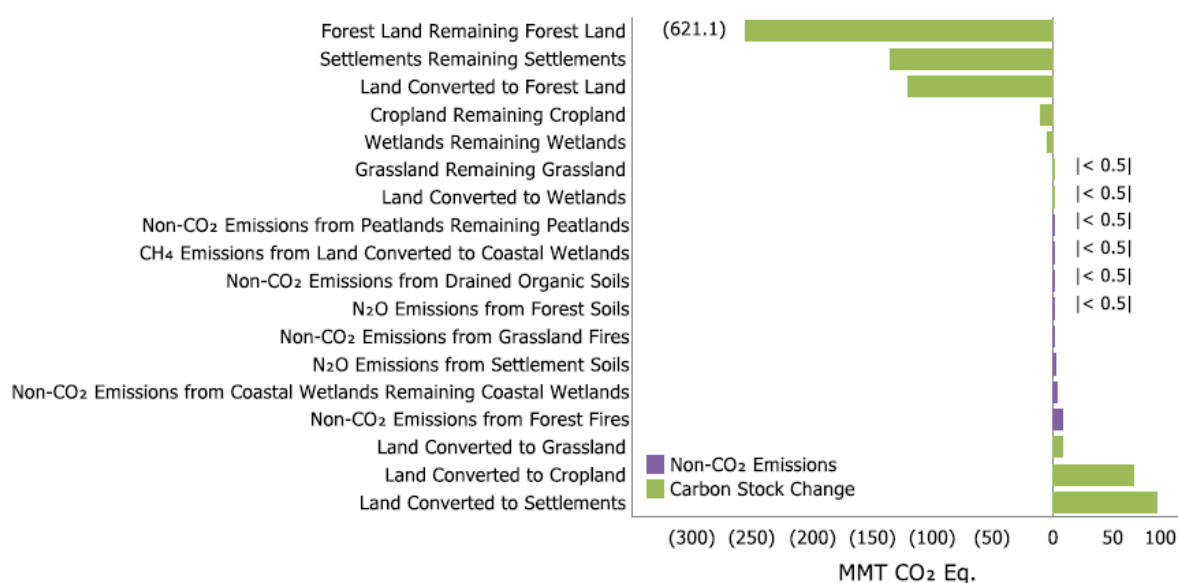 Forest Land Remaining Forest Land (621.1)
Settlements Remaining Settlements
Land Converted to Forest Land
Cropland Remaining Cropland
Wetlands Remaining Wetlands
Grassland Remaining Grassland |< 0.5|
Land Converted to Wetlands |< 0.5|
Non-CO₂ Emissions from Peatlands Remaining Peatlands |< 0.5|
CH₄ Emissions from Land Converted to Coastal Wetlands |< 0.5|
Non-CO₂ Emissions from Drained Organic Soils |< 0.5|
N₂O Emissions from Forest Soils |< 0.5|
Non-CO₂ Emissions from Grassland Fires
N₂O Emissions from Settlement Soils
Non-CO₂ Emissions from Coastal Wetlands Remaining Coastal Wetlands
Non-CO₂ Emissions from Forest Fires
Land Converted to Grassland
Land Converted to Cropland
Land Converted to Settlements
Non-CO₂ Emissions
Carbon Stock Change
(300) (250) (200) (150) (100) (50) 0 50 100
MMT CO₂ Eq.